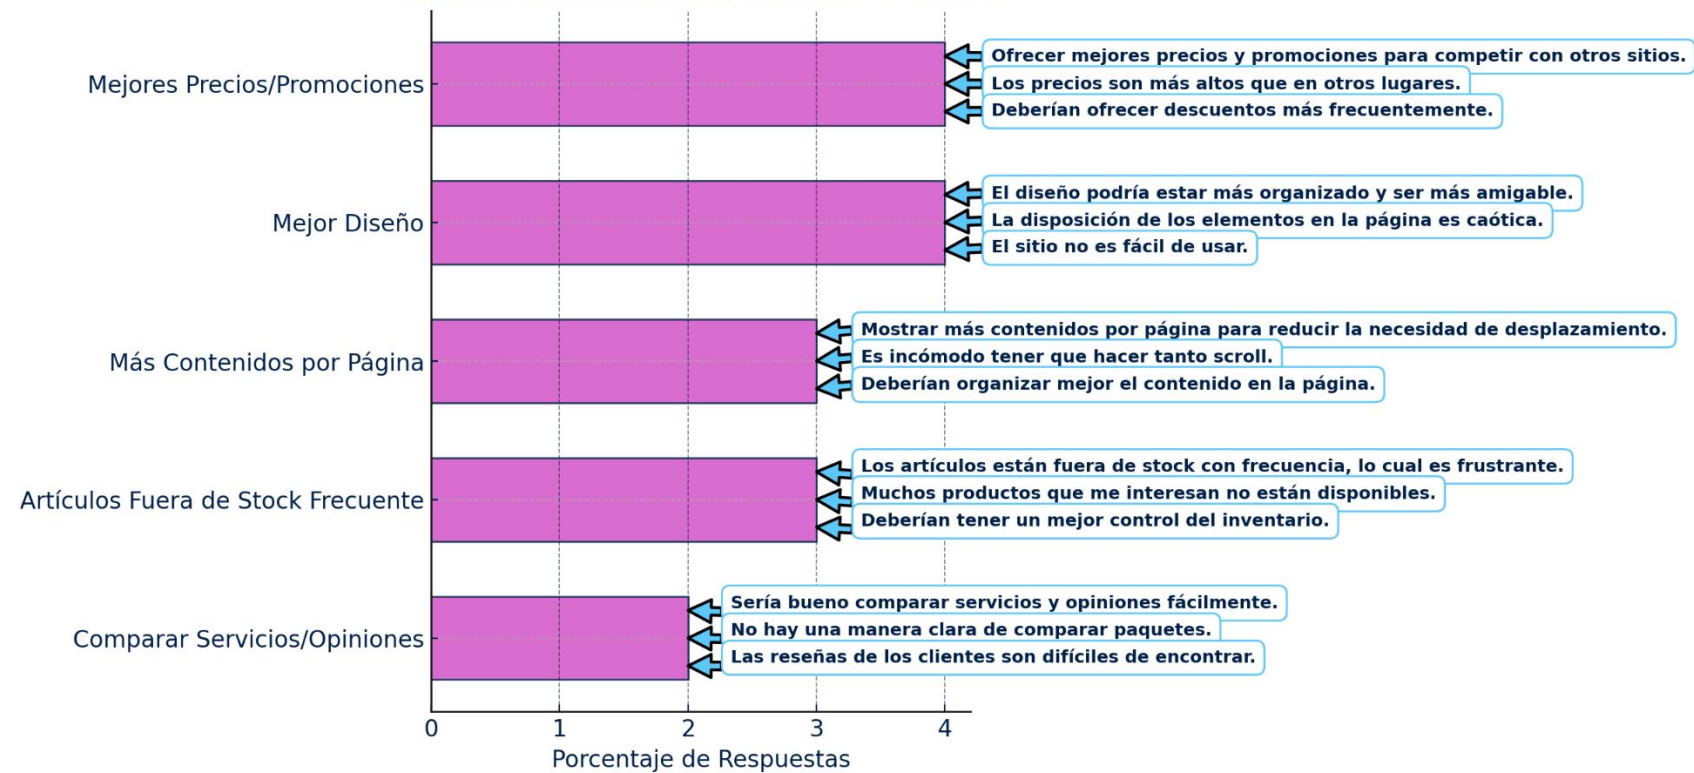 Mejores Precios/Promociones
Ofrecer mejores precios y promociones para competir con otros sitios.
Los precios son más altos que en otros lugares.
Deberían ofrecer descuentos más frecuentemente.
Mejor Diseño
El diseño podría estar más organizado y ser más amigable.
La disposición de los elementos en la página es caótica.
El sitio no es fácil de usar.
Más Contenidos por Página
Mostrar más contenidos por página para reducir la necesidad de desplazamiento.
Es incómodo tener que hacer tanto scroll.
Deberían organizar mejor el contenido en la página.
Artículos Fuera de Stock Frecuente
Los artículos están fuera de stock con frecuencia, lo cual es frustrante.
Muchos productos que me interesan no están disponibles.
Deberían tener un mejor control del inventario.
Comparar Servicios/Opiniones
Sería bueno comparar servicios y opiniones fácilmente.
No hay una manera clara de comparar paquetes.
Las reseñas de los clientes son difíciles de encontrar.
0 1 2 3 4
Porcentaje de Respuestas